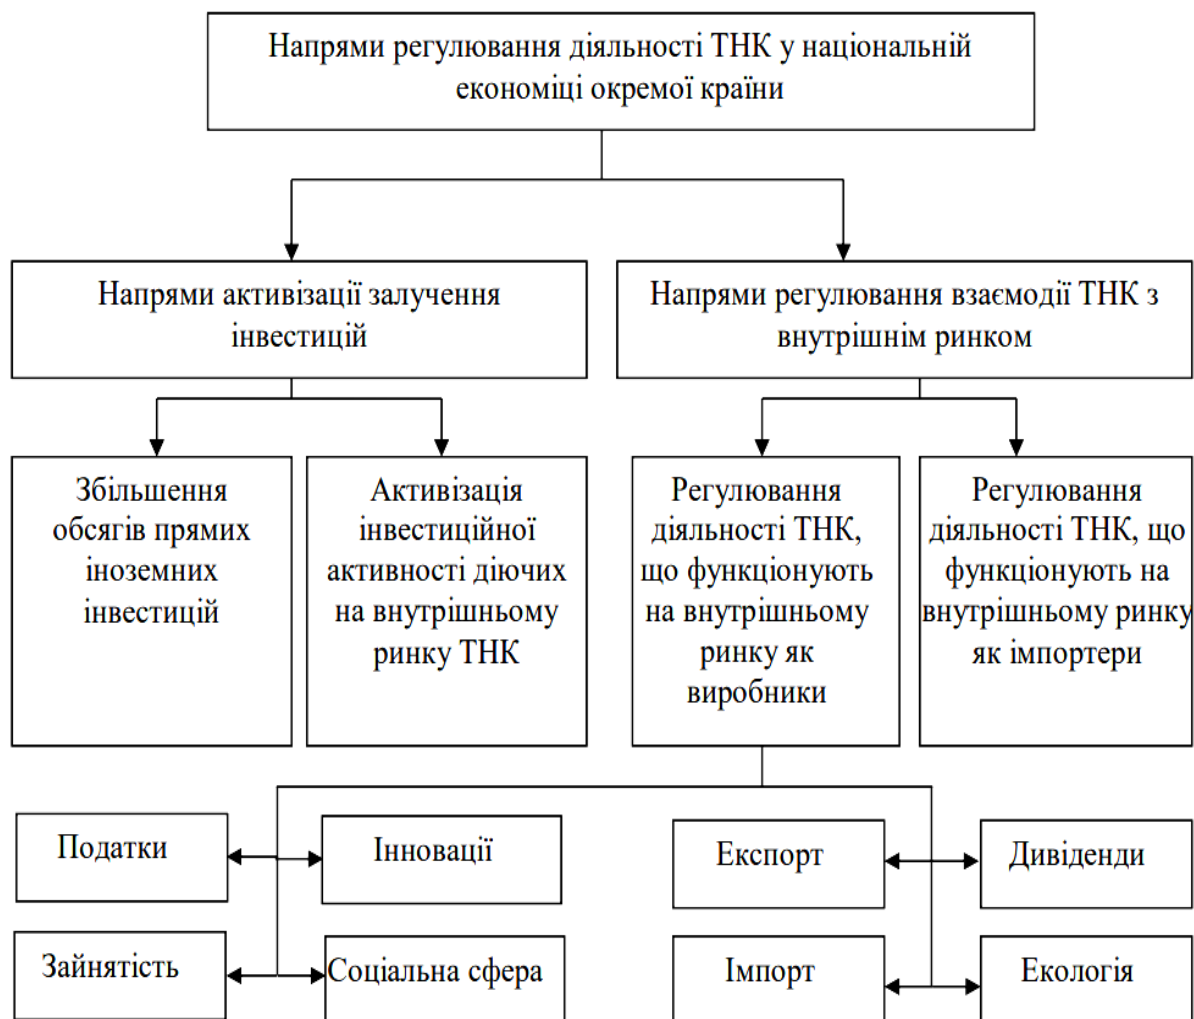 Напрями регулювання діяльності ТНК у національній
економіці окремої країни
Напрями активізації залучення
інвестицій
Напрями регулювання взаємодії ТНК з
внутрішнім ринком
Збільшення
обсягів прямих
іноземних
інвестицій
Активізація
інвестиційної
активності діючих
на внутрішньому
ринку ТНК
Регулювання
діяльності ТНК,
що функціонують
на внутрішньому
ринку як
виробники
Регулювання
діяльності ТНК, що
функціонують на
внутрішньому ринку
як імпортери
Податки
Інновації
Експорт
Дивіденди
Зайнятість
Соціальна сфера
Імпорт
Екологія